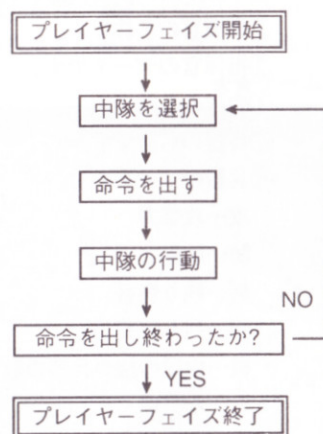 プレイヤーフェイズ開始
中隊を選択
命令を出す
中隊の行動
NO
命令を出し終わったか?
YES
プレイヤーフェイズ終了